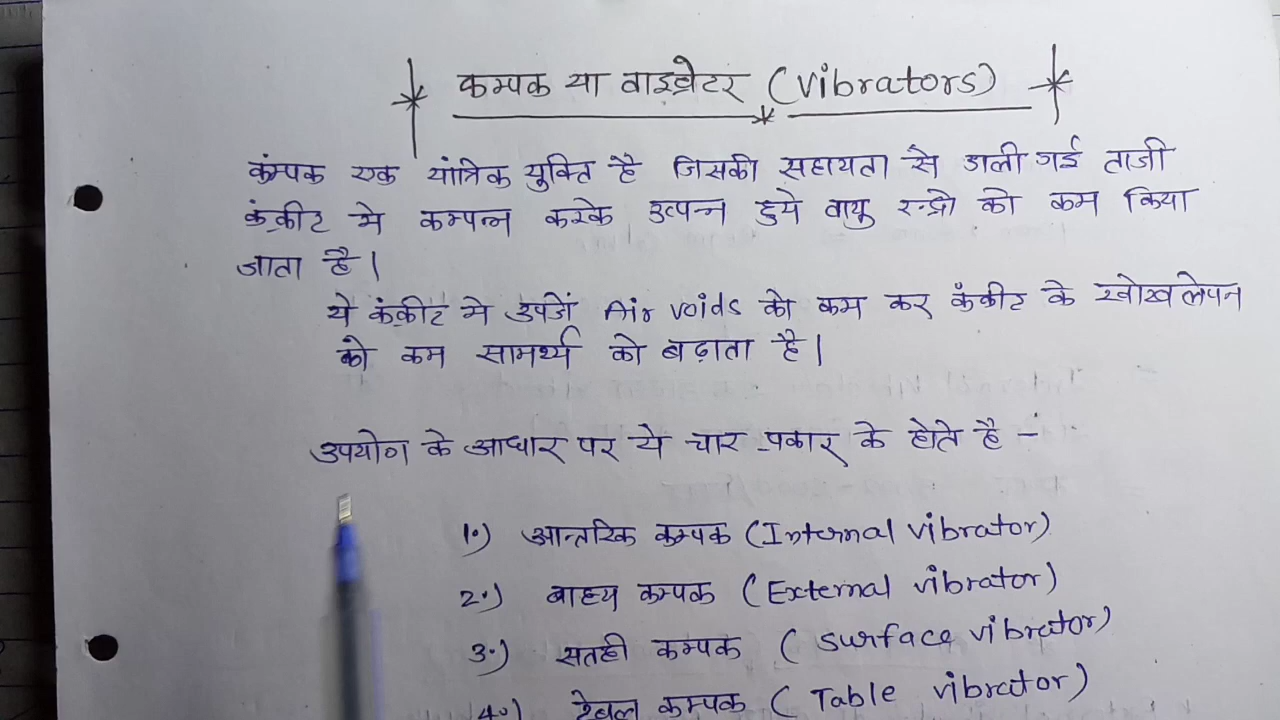 कम्पक या वाइब्रेटर (Vibrators)
कंम्पक एक यांत्रिक युक्ति है जिसकी सहायता से डाली गई ताजी
कंक्रीट मे कम्पन्न करके उत्पन्न हुये वायु रन्ध्रो को कम किया
जाता है।
ये कंक्रीट मे उपजें Air voids को कम कर कंक्रीट के खोखलेपन
को कम सामर्थ्य को बढ़ाता है।
उपयोग के आधार पर ये चार प्रकार के होते है -
1.) आन्तरिक कम्पक (Internal vibrator)
2.) बाह्य कम्पक (External vibrator)
3.) सतही कम्पक (Surface vibrator)
4.) टेबल कम्पक (Table vibrator)